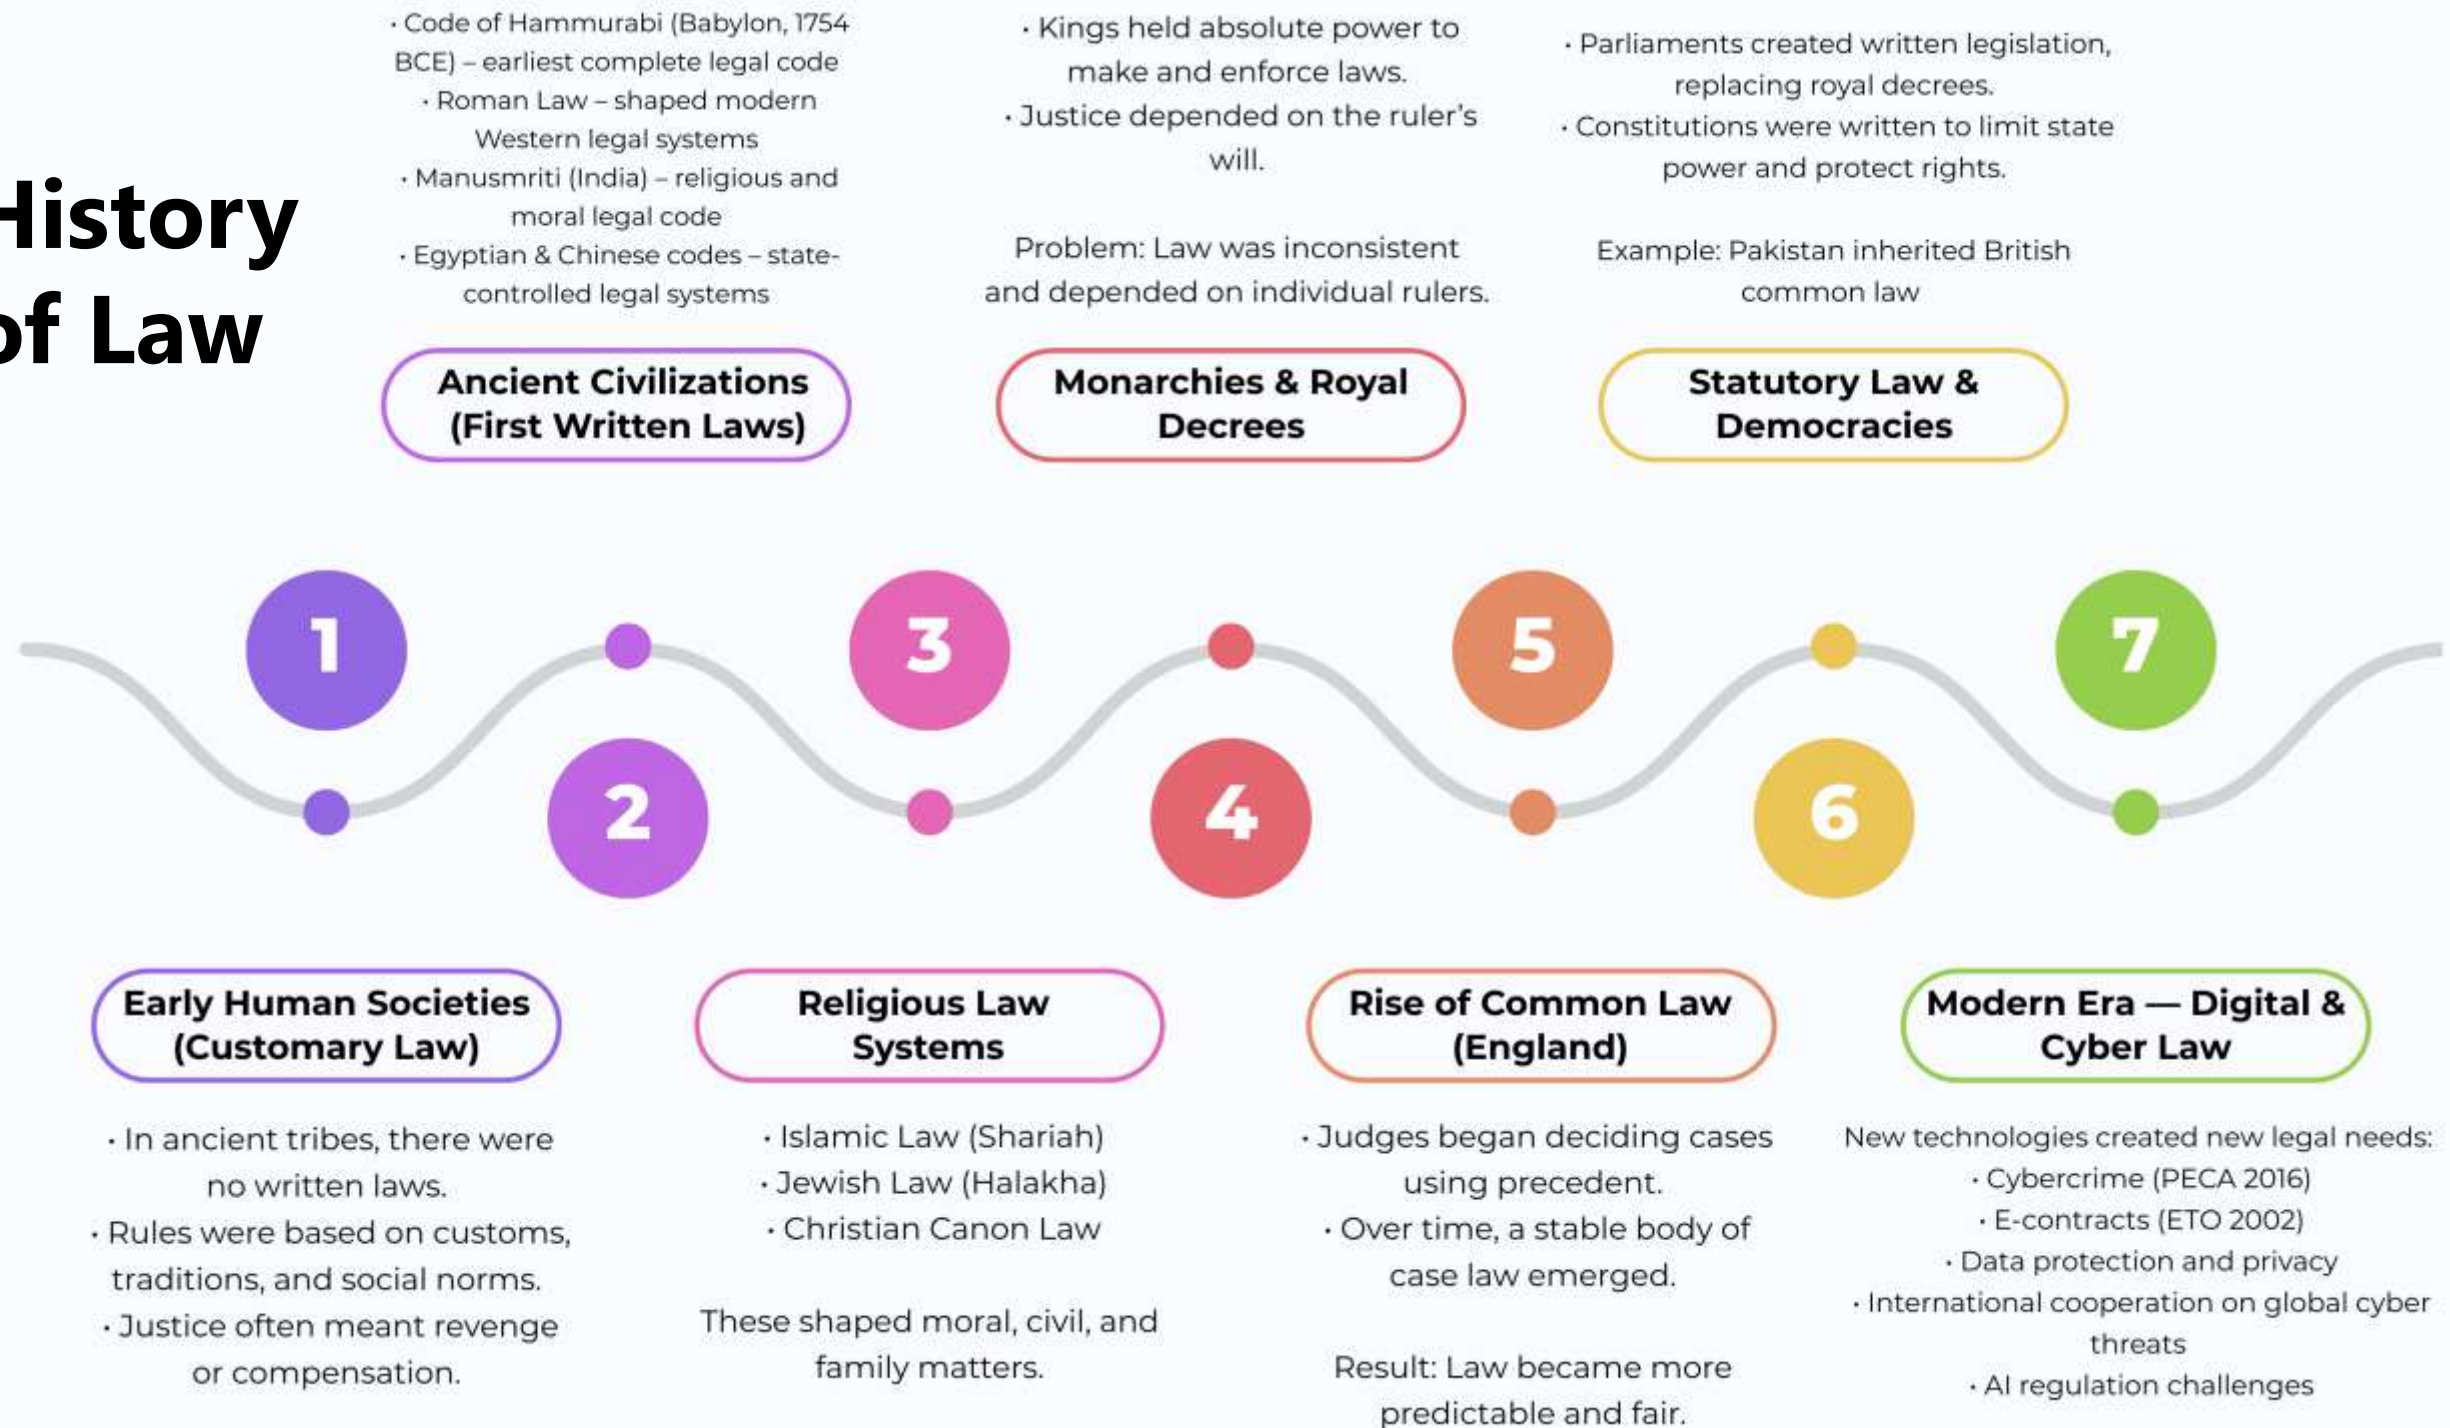 History
of Law
· Code of Hammurabi (Babylon, 1754
BCE) – earliest complete legal code
· Roman Law – shaped modern
Western legal systems
· Manusmriti (India) – religious and
moral legal code
· Egyptian & Chinese codes – state-
controlled legal systems
Ancient Civilizations
(First Written Laws)
· Kings held absolute power to
make and enforce laws.
· Justice depended on the ruler’s
will.
Problem: Law was inconsistent
and depended on individual rulers.
Monarchies & Royal
Decrees
· Parliaments created written legislation,
replacing royal decrees.
· Constitutions were written to limit state
power and protect rights.
Example: Pakistan inherited British
common law
Statutory Law &
Democracies
1
2
3
4
5
6
7
Early Human Societies
(Customary Law)
· In ancient tribes, there were
no written laws.
· Rules were based on customs,
traditions, and social norms.
· Justice often meant revenge
or compensation.
Religious Law
Systems
· Islamic Law (Shariah)
· Jewish Law (Halakha)
· Christian Canon Law
These shaped moral, civil, and
family matters.
Rise of Common Law
(England)
· Judges began deciding cases
using precedent.
· Over time, a stable body of
case law emerged.
Result: Law became more
predictable and fair.
Modern Era — Digital &
Cyber Law
New technologies created new legal needs:
· Cybercrime (PECA 2016)
· E-contracts (ETO 2002)
· Data protection and privacy
· International cooperation on global cyber
threats
· AI regulation challenges